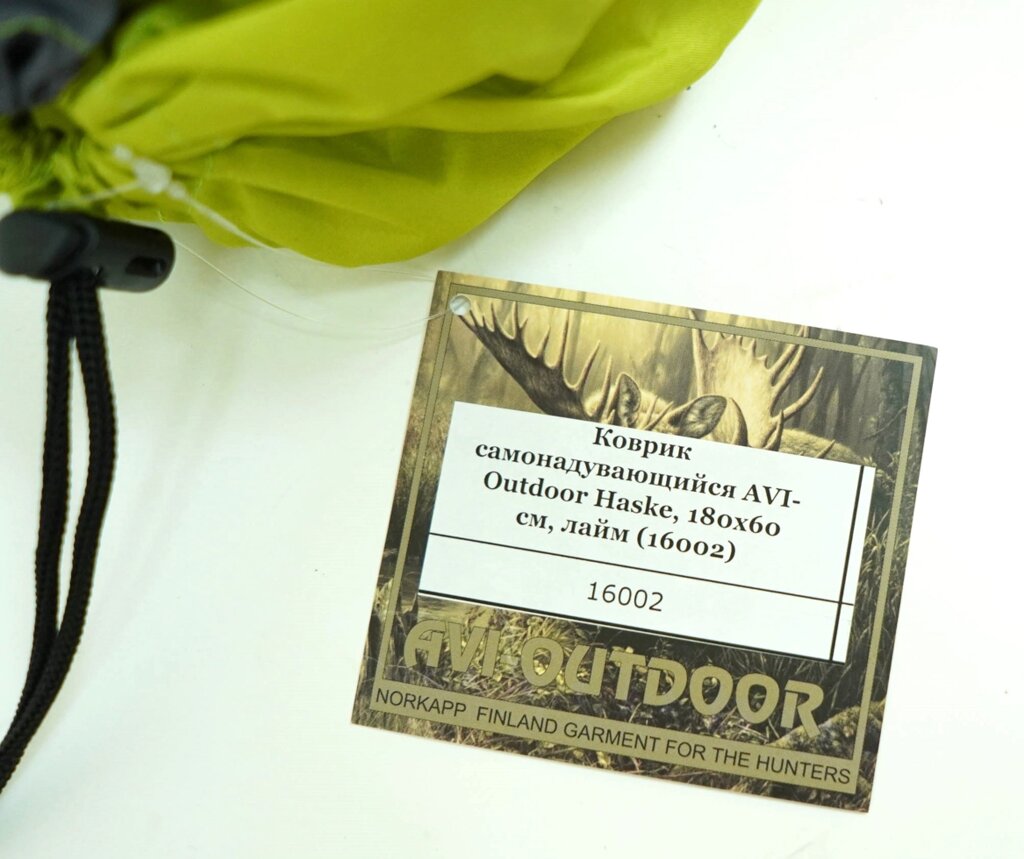 Коврик
самонадувающийся AVI-
Outdoor Haske, 180x60
см, лайм (16002)
16002
AVI-OUTDOOR
NORKAPP FINLAND GARMENT FOR THE HUNTERS